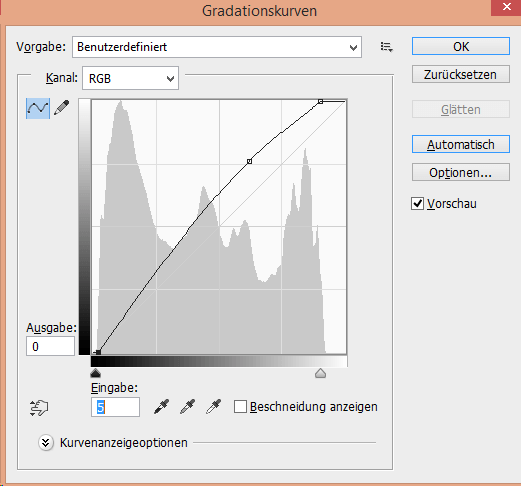 Gradationskurven
Vorgabe: Benutzerdefiniert
OK
Kanal: RGB
Zurücksetzen
Glätten
Automatisch
Optionen...
Vorschau
Ausgabe:
0
Eingabe:
5
Beschneidung anzeigen
Kurvenanzeigeoptionen